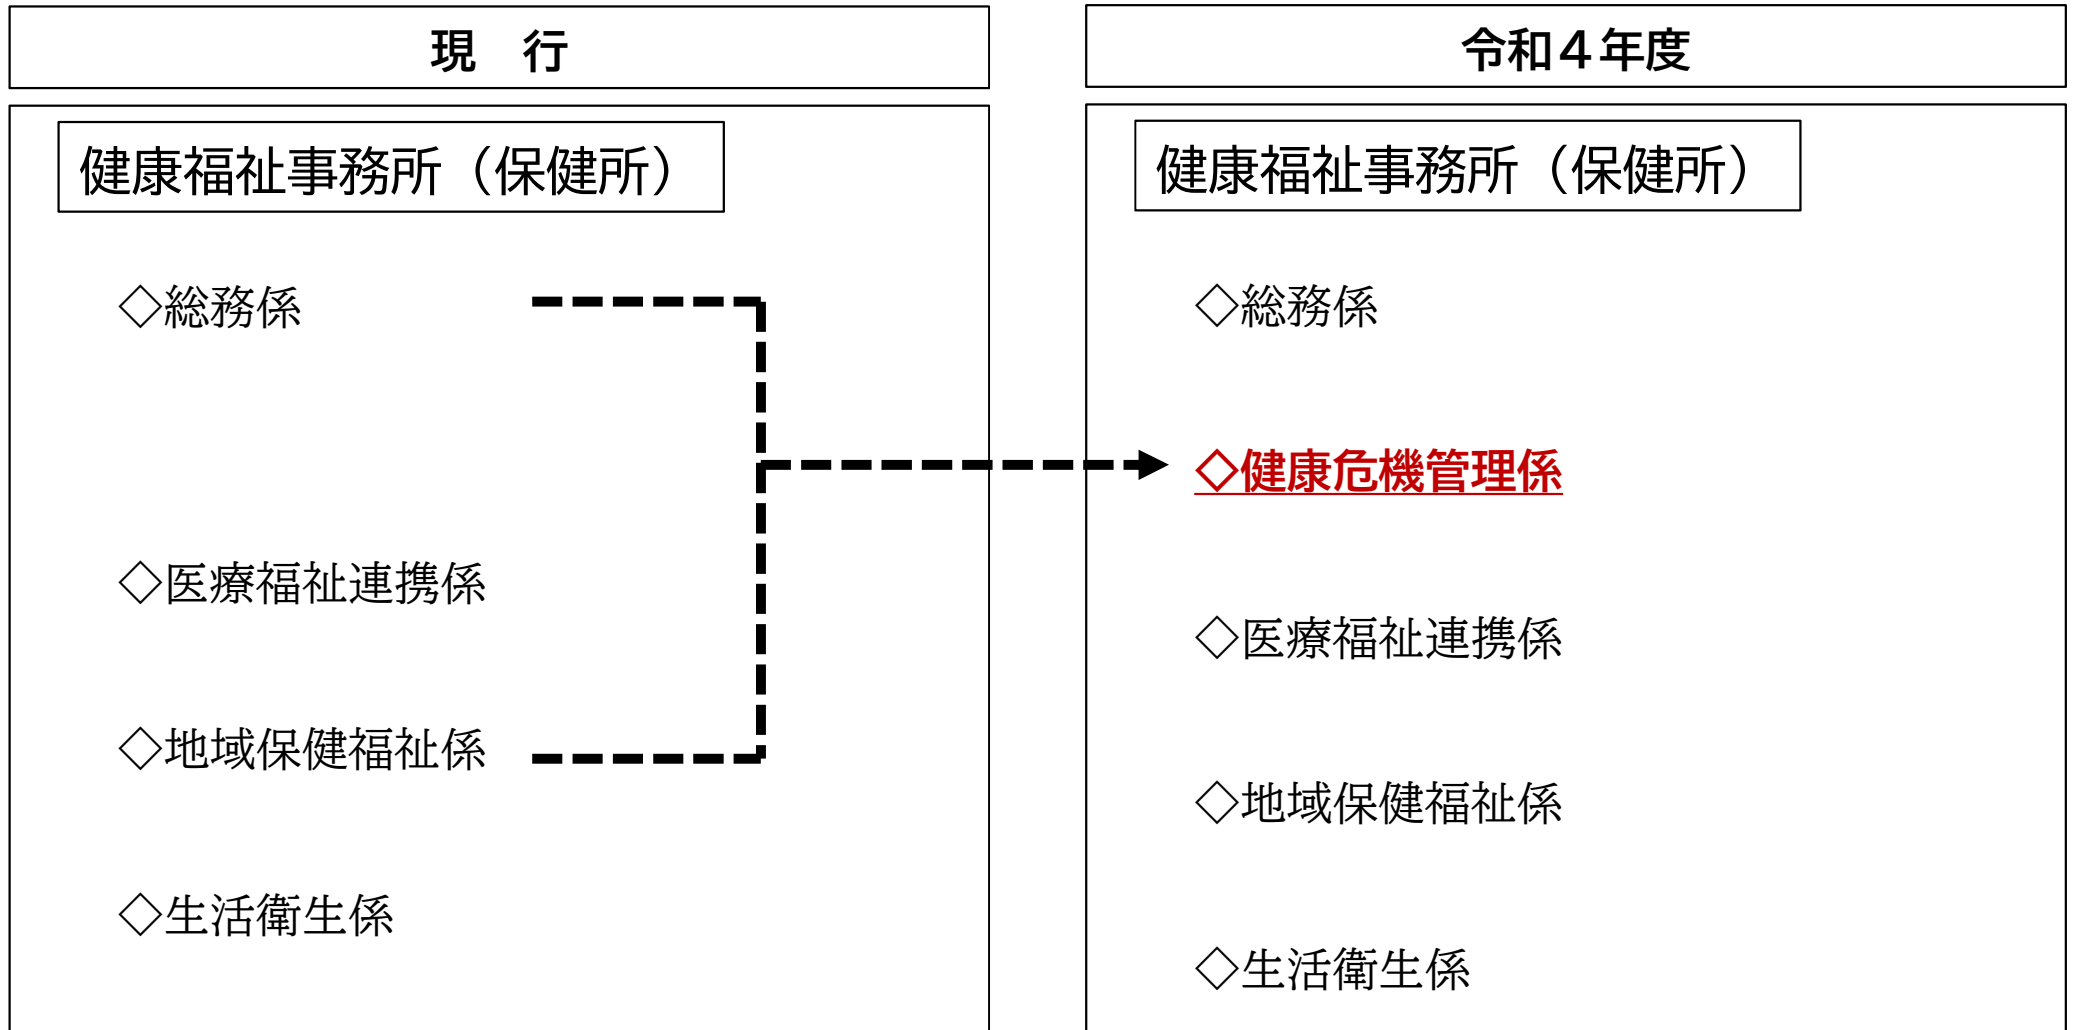 現　行
健康福祉事務所（保健所）
◇総務係
◇医療福祉連携係
◇地域保健福祉係
◇生活衛生係
令和４年度
健康福祉事務所（保健所）
◇総務係
◇健康危機管理係
◇医療福祉連携係
◇地域保健福祉係
◇生活衛生係